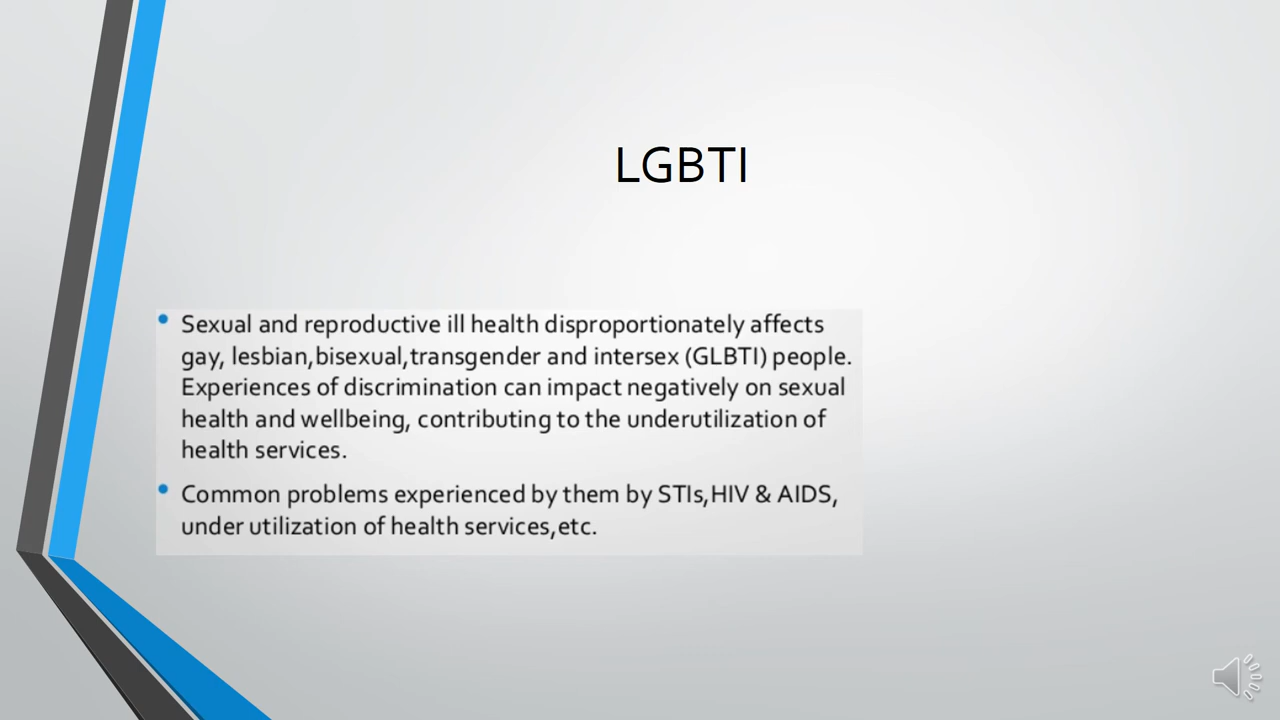 LGBTI
• Sexual and reproductive ill health disproportionately affects
gay, lesbian,bisexual,transgender and intersex (GLBTI) people.
Experiences of discrimination can impact negatively on sexual
health and wellbeing, contributing to the underutilization of
health services.
• Common problems experienced by them by STIs,HIV & AIDS,
under utilization of health services,etc.